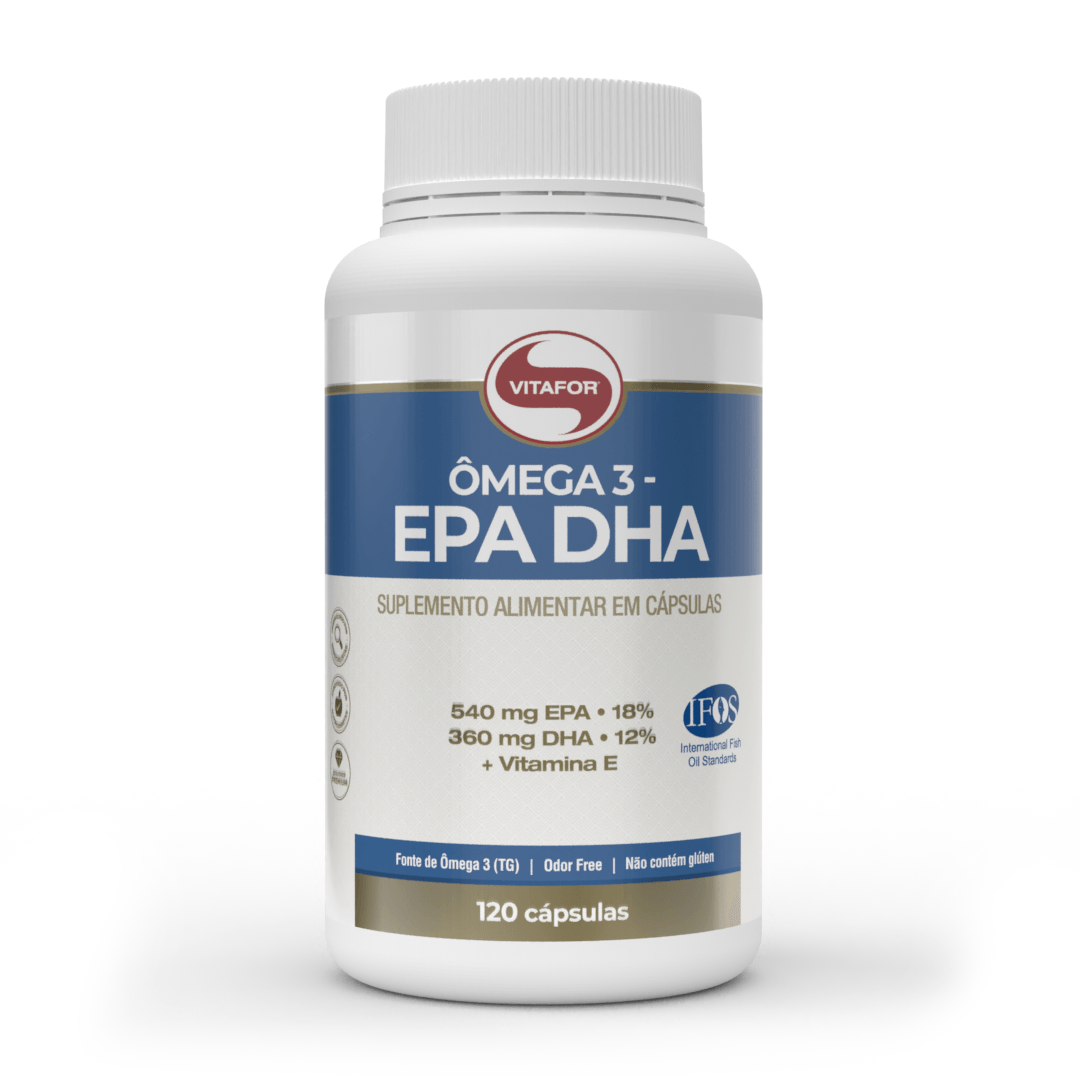 VITAFOR
ÔMEGA 3 -
EPA DHA
SUPLEMENTO ALIMENTAR EM CÁPSULAS
540 mg EPA • 18%
360 mg DHA • 12%
+ Vitamina E
IFOS
International Fish
Oil Standards
Fonte de Ômega 3 (TG) | Odor Free | Não contém glúten
120 cápsulas